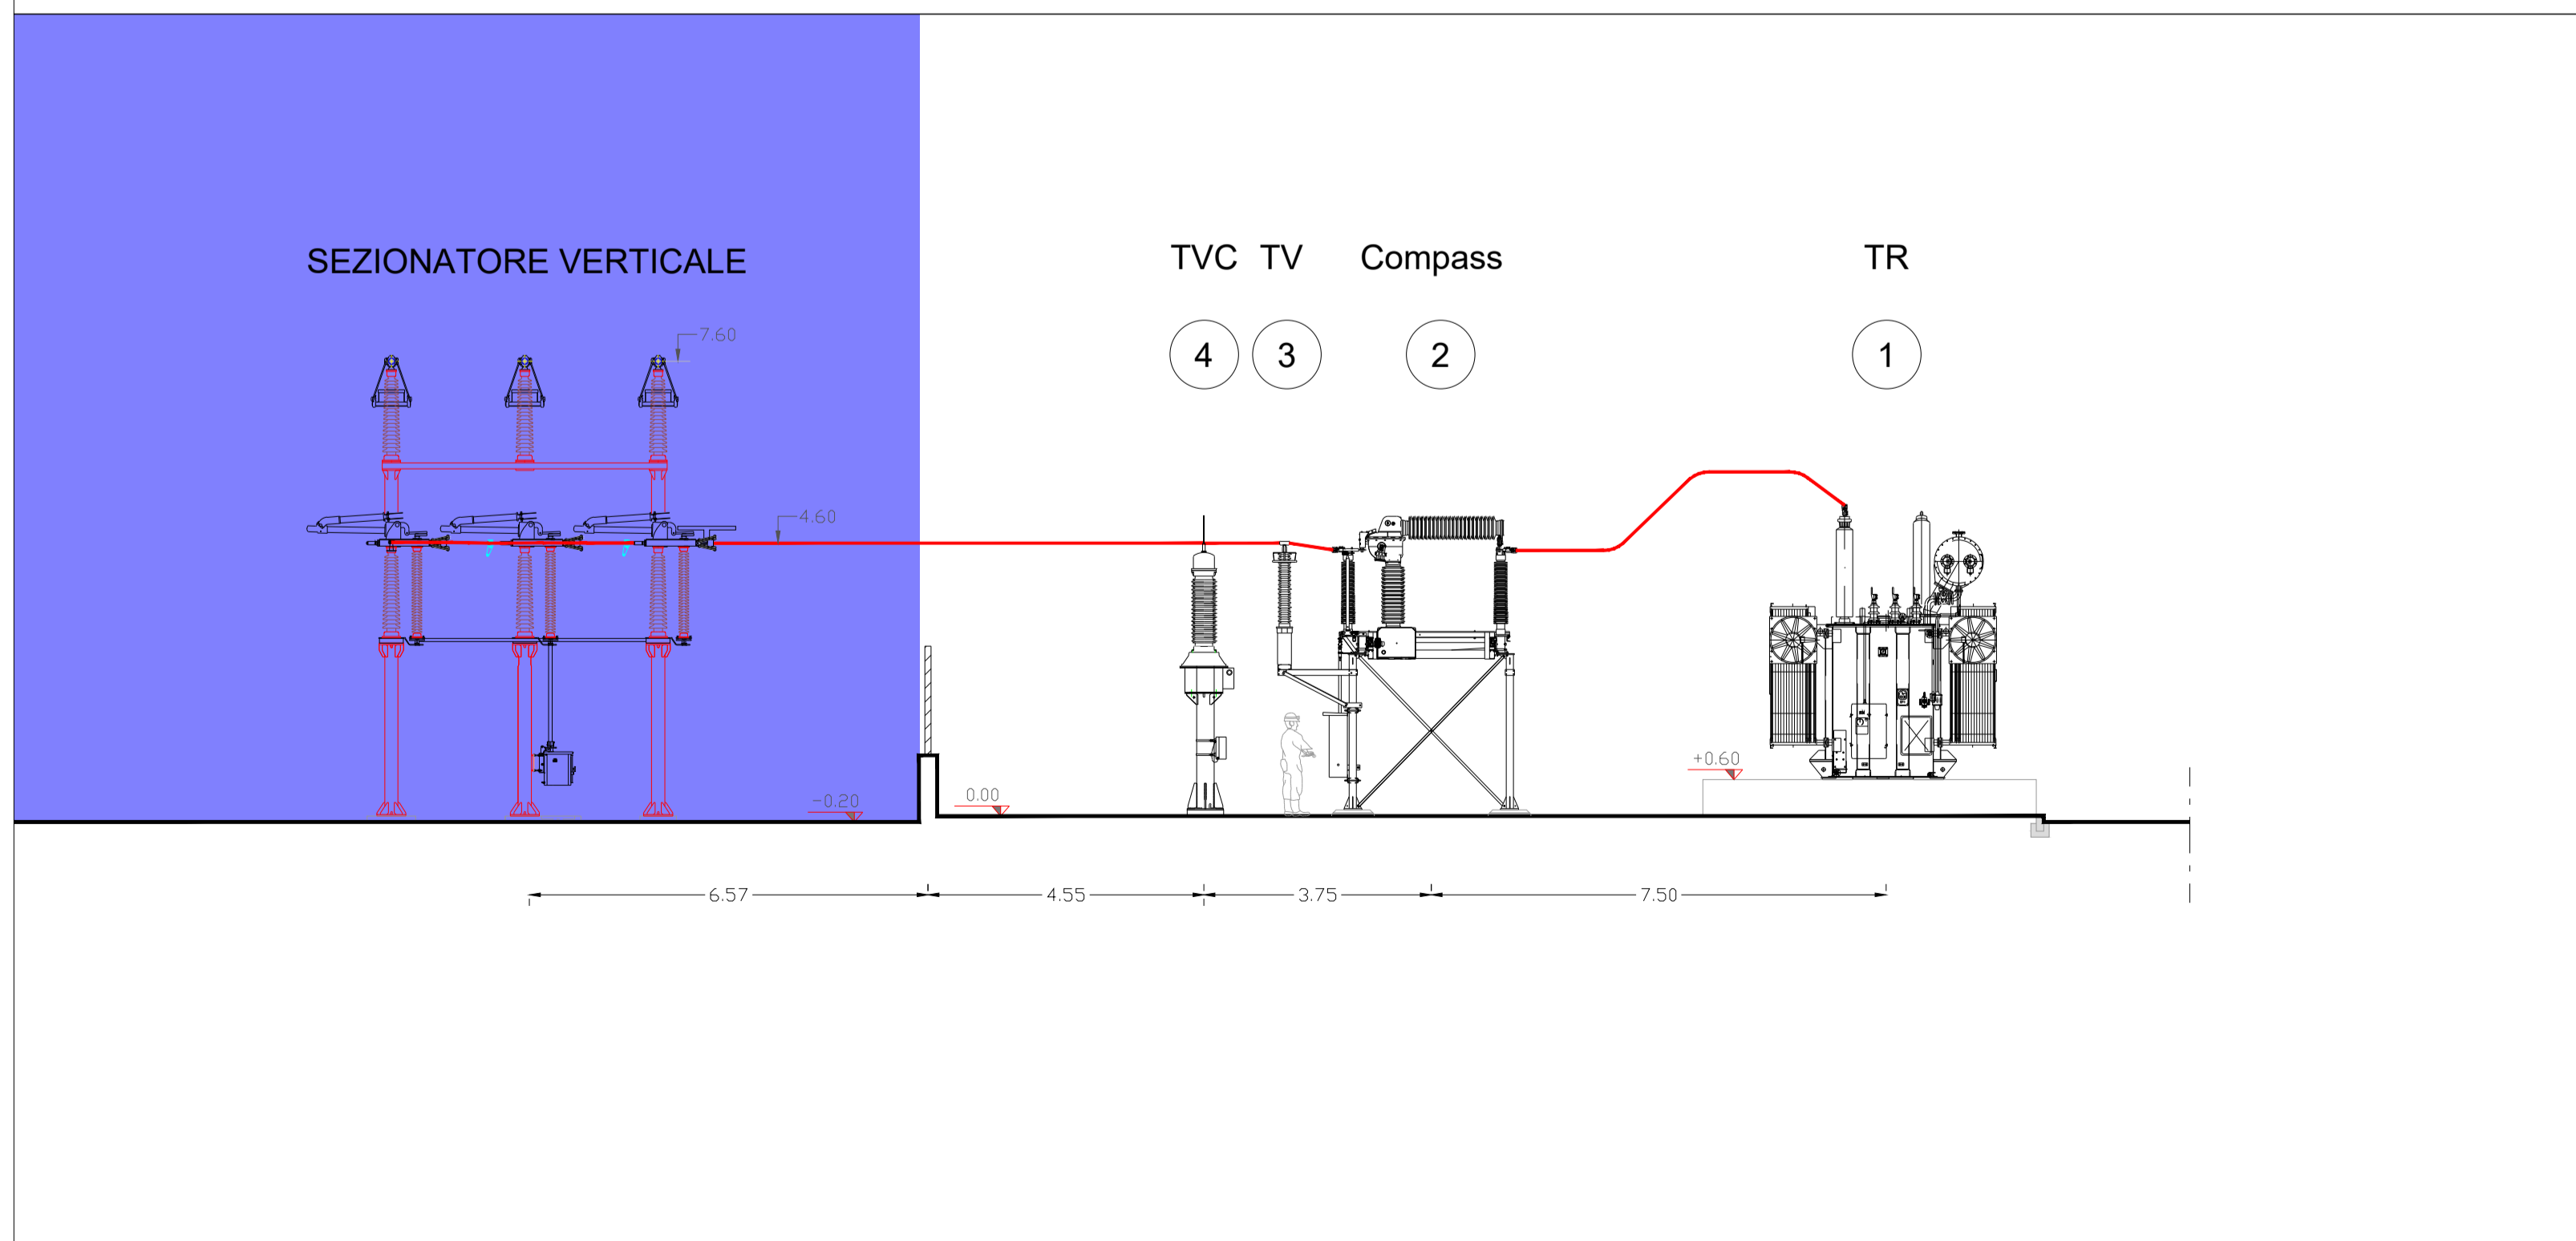 SEZIONATORE VERTICALE
TVC TV Compass TR
4 3 2 1
7.60
4.60
+0.60
-0.20
0.00
6.57 4.55 3.75 7.50